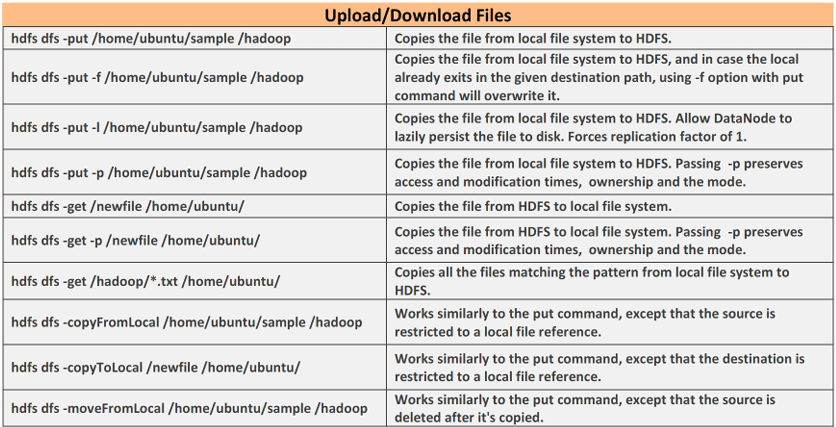 Upload/Download Files
hdfs dfs -put /home/ubuntu/sample /hadoop
Copies the file from local file system to HDFS.
hdfs dfs -put -f /home/ubuntu/sample /hadoop
Copies the file from local file system to HDFS, and in case the local
already exits in the given destination path, using -f option with put
command will overwrite it.
hdfs dfs -put -l /home/ubuntu/sample /hadoop
Copies the file from local file system to HDFS. Allow DataNode to
lazily persist the file to disk. Forces replication factor of 1.
hdfs dfs -put -p /home/ubuntu/sample /hadoop
Copies the file from local file system to HDFS. Passing -p preserves
access and modification times, ownership and the mode.
hdfs dfs -get /newfile /home/ubuntu/
Copies the file from HDFS to local file system.
hdfs dfs -get -p /newfile /home/ubuntu/
Copies the file from HDFS to local file system. Passing -p preserves
access and modification times, ownership and the mode.
hdfs dfs -get /hadoop/*.txt /home/ubuntu/
Copies all the files matching the pattern from local file system to
HDFS.
hdfs dfs -copyFromLocal /home/ubuntu/sample /hadoop
Works similarly to the put command, except that the source is
restricted to a local file reference.
hdfs dfs -copyToLocal /newfile /home/ubuntu/
Works similarly to the put command, except that the destination is
restricted to a local file reference.
hdfs dfs -moveFromLocal /home/ubuntu/sample /hadoop
Works similarly to the put command, except that the source is
deleted after it's copied.